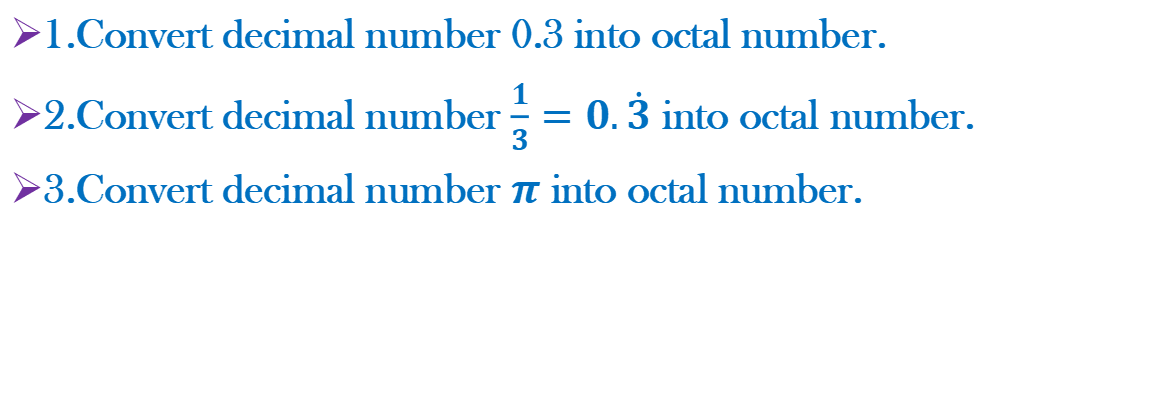 ➢1.Convert decimal number 0.3 into octal number.
➢2.Convert decimal number 1/3 = 0.3̇ into octal number.
➢3.Convert decimal number π into octal number.